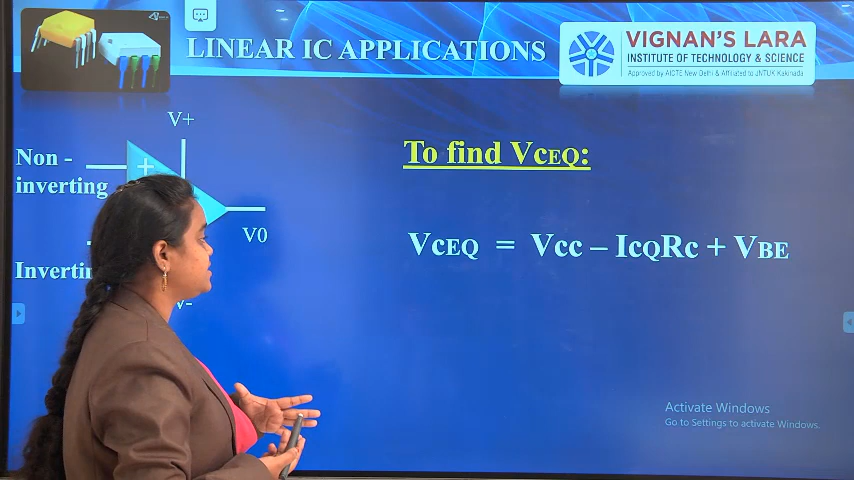 LINEAR IC APPLICATIONS
VIGNAN'S LARA
INSTITUTE OF TECHNOLOGY & SCIENCE
Approved by AICTE New Delhi & Affiliated to JNTUK Kakinada
V+
Non -
inverting
+
V0
Invertin
V-
To find VCEQ:
VCEQ = Vcc – ICQRc + VBE
Activate Windows
Go to Settings to activate Windows.